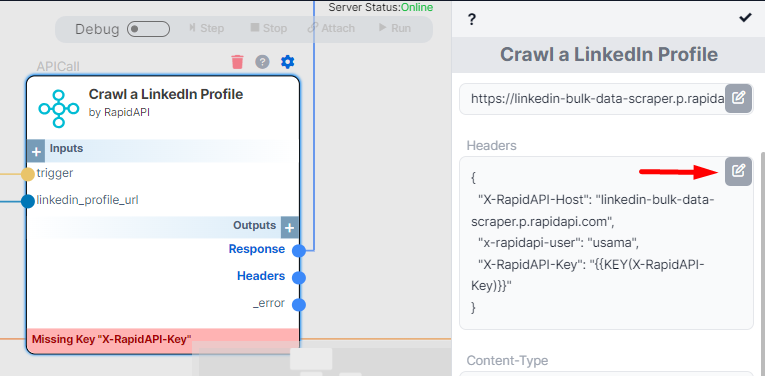 Server Status:Online
Debug
Step
Stop
Attach
Run
APICall
?
Crawl a LinkedIn Profile
by RapidAPI
+ Inputs
trigger
linkedin_profile_url
Outputs +
Response
Headers
_error
Missing Key "X-RapidAPI-Key"
?
Crawl a LinkedIn Profile
https://linkedin-bulk-data-scraper.p.rapida
Headers
{
"X-RapidAPI-Host": "linkedin-bulk-data-
scraper.p.rapidapi.com",
"x-rapidapi-user": "usama",
"X-RapidAPI-Key": "{{KEY(X-RapidAPI-
Key)}}"
}
Content-Type